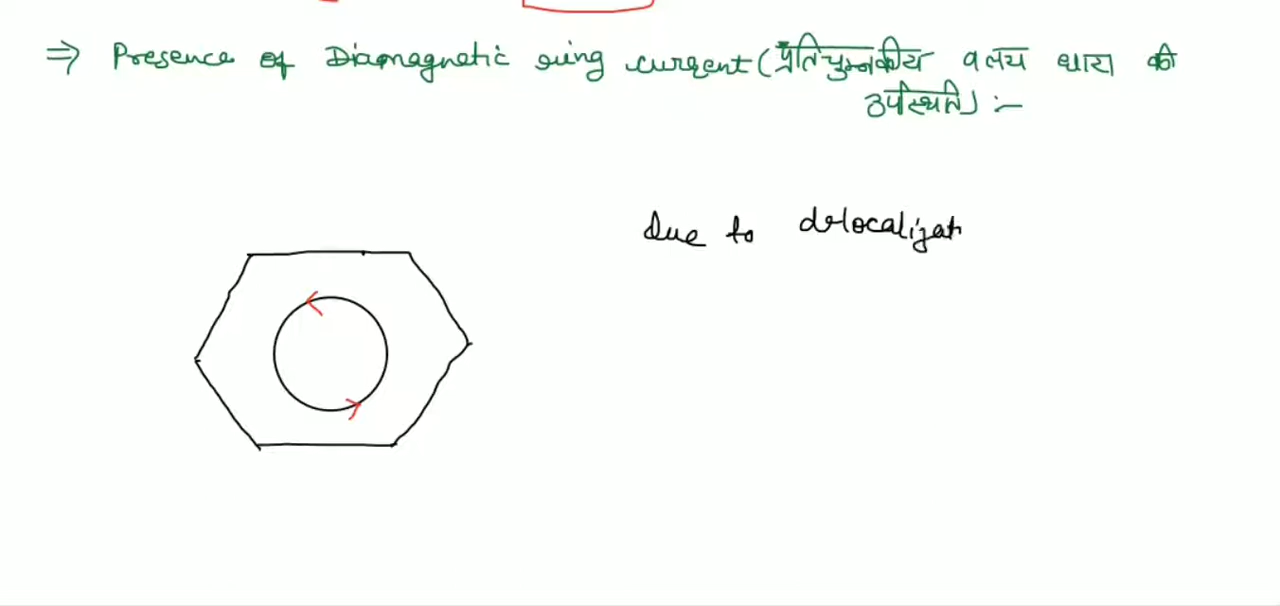 ⇒ Presence of Diamagnetic ring current (प्रतिचुम्बकीय वलय धारा की
उपस्थिति) :-
due to delocalizat